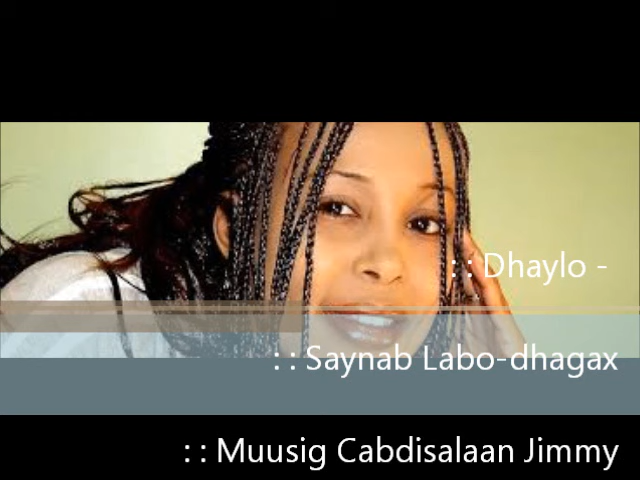 : : Dhaylo -
: : Saynab Labo-dhagax
: : Muusig Cabdisalaan Jimmy